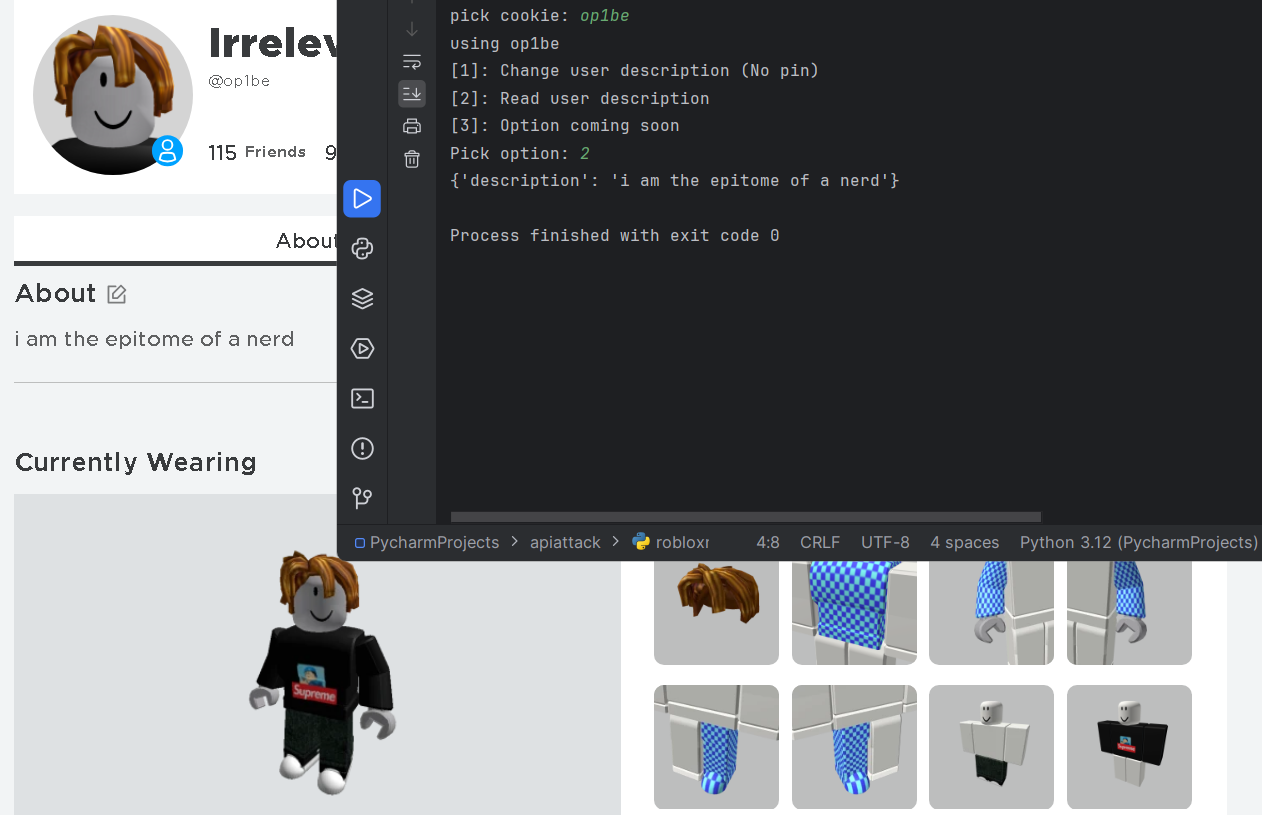 Irrelev
@op1be
115 Friends 9
About
About
i am the epitome of a nerd
Currently Wearing
Supreme
pick cookie: op1be
using op1be
[1]: Change user description (No pin)
[2]: Read user description
[3]: Option coming soon
Pick option: 2
{'description': 'i am the epitome of a nerd'}
Process finished with exit code 0
PycharmProjects > apiattack > robloxr 4:8 CRLF UTF-8 4 spaces Python 3.12 (PycharmProjects)
Supreme